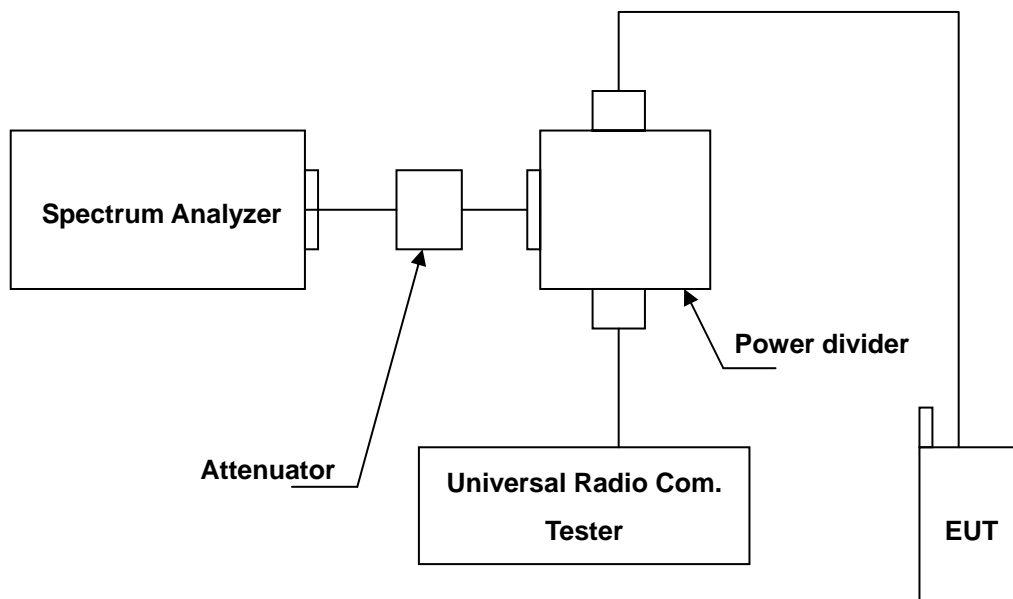 Spectrum Analyzer
Power divider
Attenuator
Universal Radio Com.
Tester
EUT